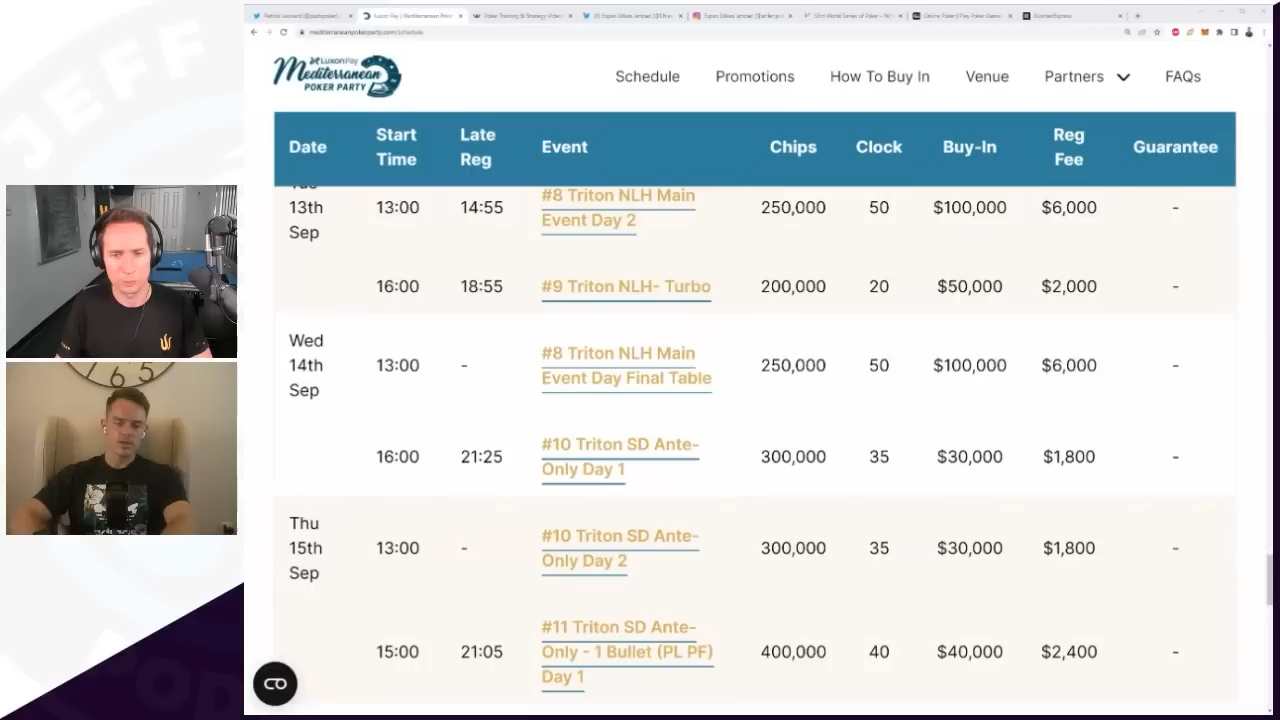 JEFF
mediterraneanpokerparty.com/schedule
LuxonPay
Mediterranean
POKER PARTY
Schedule Promotions How To Buy In Venue Partners FAQs
Date Start Time Late Reg Event Chips Clock Buy-In Reg Fee Guarantee
Tue 13th Sep 13:00 14:55 #8 Triton NLH Main Event Day 2 250,000 50 $100,000 $6,000 -
16:00 18:55 #9 Triton NLH- Turbo 200,000 20 $50,000 $2,000 -
Wed 14th Sep 13:00 - #8 Triton NLH Main Event Day Final Table 250,000 50 $100,000 $6,000 -
16:00 21:25 #10 Triton SD Ante-Only Day 1 300,000 35 $30,000 $1,800 -
Thu 15th Sep 13:00 - #10 Triton SD Ante-Only Day 2 300,000 35 $30,000 $1,800 -
15:00 21:05 #11 Triton SD Ante-Only - 1 Bullet (PL PF) Day 1 400,000 40 $40,000 $2,400 -